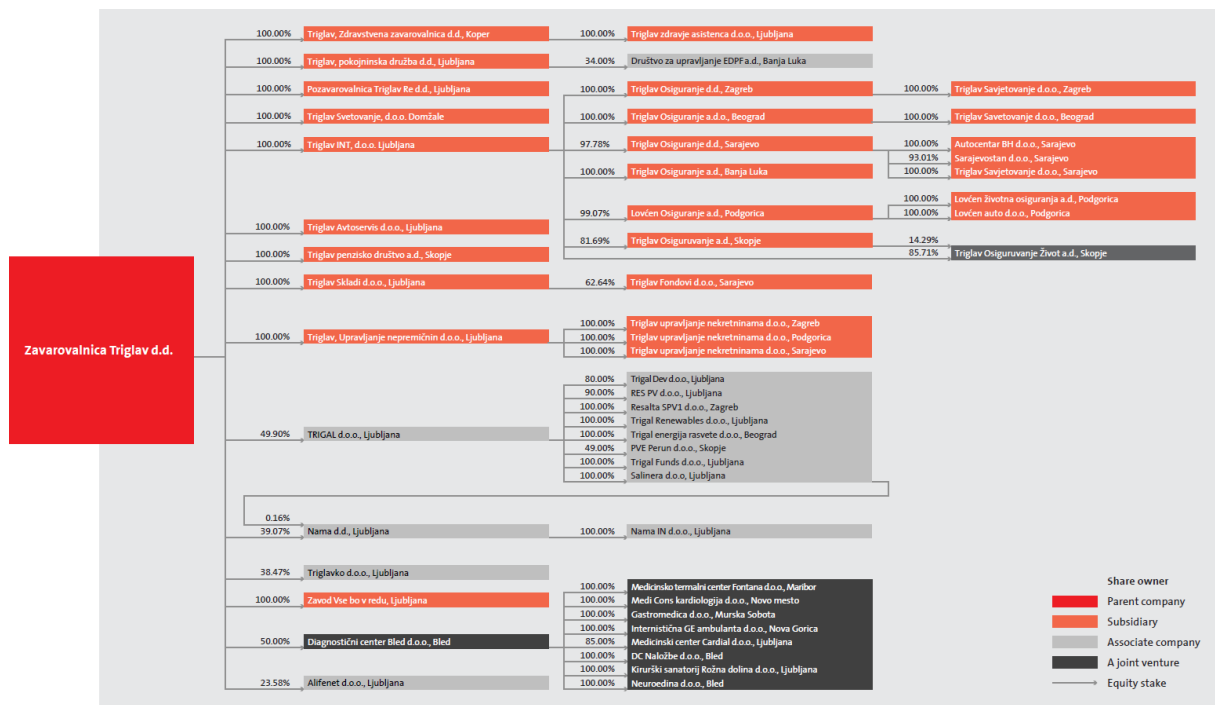 Zavarovalnica Triglav d.d.
100.00% Triglav, Zdravstvena zavarovalnica d.d., Koper
100.00% Triglav zdravje asistenca d.o.o., Ljubljana
100.00% Triglav, pokojninska družba d.d., Ljubljana
34.00% Društvo za upravljanje EDPF a.d., Banja Luka
100.00% Pozavarovalnica Triglav Re d.d., Ljubljana
100.00% Triglav Svetovanje, d.o.o. Domžale
100.00% Triglav INT, d.o.o. Ljubljana
100.00% Triglav Osiguranje d.d., Zagreb
100.00% Triglav Savjetovanje d.o.o., Zagreb
100.00% Triglav Osiguranje a.d.o., Beograd
100.00% Triglav Savetovanje d.o.o., Beograd
97.78% Triglav Osiguranje d.d., Sarajevo
100.00% Autocentar BH d.o.o., Sarajevo
93.01% Sarajevostan d.o.o., Sarajevo
100.00% Triglav Savjetovanje d.o.o., Sarajevo
100.00% Triglav Osiguranje a.d., Banja Luka
99.07% Lovćen Osiguranje a.d., Podgorica
100.00% Lovćen životna osiguranja a.d., Podgorica
100.00% Lovćen auto d.o.o., Podgorica
81.69% Triglav Osiguruvanje a.d., Skopje
14.29%
85.71% Triglav Osiguruvanje Život a.d., Skopje
100.00% Triglav Avtoservis d.o.o., Ljubljana
100.00% Triglav penzisko društvo a.d., Skopje
100.00% Triglav Skladi d.o.o., Ljubljana
62.64% Triglav Fondovi d.o.o., Sarajevo
100.00% Triglav, Upravljanje nepremičnin d.o.o., Ljubljana
100.00% Triglav upravljanje nekretninama d.o.o., Zagreb
100.00% Triglav upravljanje nekretninama d.o.o., Podgorica
100.00% Triglav upravljanje nekretninama d.o.o., Sarajevo
49.90% TRIGAL d.o.o., Ljubljana
80.00% Trigal Dev d.o.o., Ljubljana
90.00% RES PV d.o.o., Ljubljana
100.00% Resalta SPV1 d.o.o., Zagreb
100.00% Trigal Renewables d.o.o., Ljubljana
100.00% Trigal energija rasvete d.o.o., Beograd
49.00% PVE Perun d.o.o., Skopje
100.00% Trigal Funds d.o.o., Ljubljana
100.00% Salinera d.o.o, Ljubljana
0.16%
39.07% Nama d.d., Ljubljana
100.00% Nama IN d.o.o., Ljubljana
38.47% Triglavko d.o.o., Ljubljana
100.00% Zavod Vse bo v redu, Ljubljana
50.00% Diagnostični center Bled d.o.o., Bled
100.00% Medicinsko termalni center Fontana d.o.o., Maribor
100.00% Medi Cons kardiologija d.o.o., Novo mesto
100.00% Gastromedica d.o.o., Murska Sobota
100.00% Internistična GE ambulanta d.o.o., Nova Gorica
85.00% Medicinski center Cardial d.o.o., Ljubljana
100.00% DC Naložbe d.o.o., Bled
100.00% Kirurški sanatorij Rožna dolina d.o.o., Ljubljana
100.00% Neuroedina d.o.o., Bled
23.58% Alifenet d.o.o., Ljubljana
Share owner
Parent company
Subsidiary
Associate company
A joint venture
Equity stake